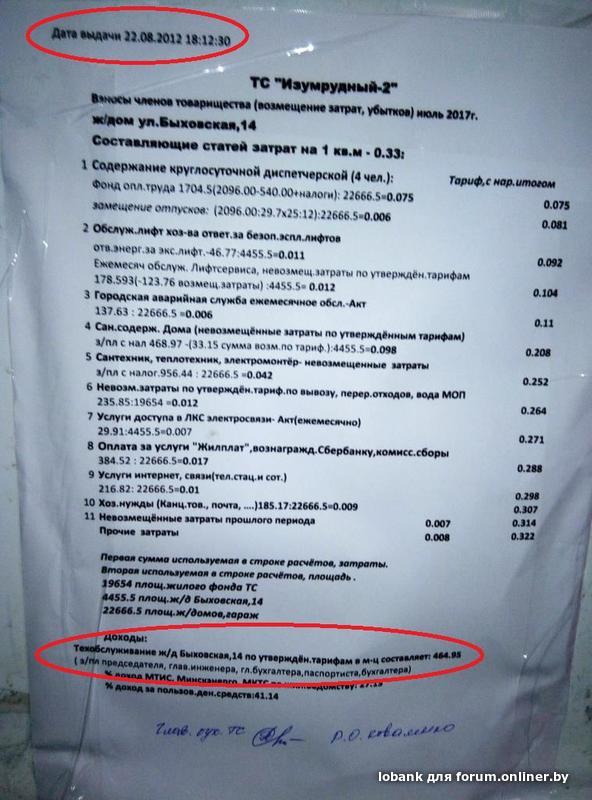 Дата выдачи 22.08.2012 18:12:30
ТС "Изумрудный-2"
Взносы членов товарищества (возмещение затрат, убытков) июль 2017г.
ж/дом ул.Быховская,14
Составляющие статей затрат на 1 кв.м - 0.33:
1 Содержание круглосуточной диспетчерской (4 чел.): Тариф,с нар.итогом
Фонд опл.труда 1704.5(2096.00-540.00+налоги): 22666.5=0.075 0.075
замещение отпусков: (2096.00:29.7х25:12):22666.5=0.006 0.081
2 Обслуж.лифт хоз-ва ответ.за безоп.эспл.лифтов
отв.энерг.за экс.лифт.-46.77:4455.5=0.011 0.092
Ежемесяч обслуж. Лифтсервиса, невозмещ.затраты по утверждён.тарифам
178.593(-123.76 возмещ.затраты) :4455.5= 0.012 0.104
3 Городская аварийная служба ежемесячное обсл.-Акт
137.63 : 22666.5 =0.006 0.11
4 Сан.содерж. Дома (невозмещённые затраты по утверждённым тарифам)
з/пл с нал 468.97 -(33.15 сумма возм.по тариф.):4455.5=0.098 0.208
5 Сантехник, теплотехник, электромонтёр- невозмещенные затраты
з/пл с налог.956.44 : 22666.5 =0.042 0.252
6 Невозм.затраты по утверждён.тариф.по вывозу, перер.отходов, вода МОП
235.85:19654 =0.012 0.264
7 Услуги доступа в ЛКС электросвязи- Акт(ежемесячно)
29.91:4455.5=0.007 0.271
8 Оплата за услуги "Жилплат",вознагражд.Сбербанку,комисс.сборы
384.52 : 22666.5=0.017 0.288
9 Услуги интернет, связи(тел.стац.и сот.)
216.82: 22666.5=0.01 0.298
10 Хоз.нужды (Канц.тов., почта, ....)185.17:22666.5=0.009 0.307
11 Невозмещённые затраты прошлого периода 0.007 0.314
Прочие затраты 0.008 0.322
Первая сумма используемая в строке расчётов, затраты.
Вторая используемая в строке расчётов, площадь .
19654 площ.жилого фонда ТС
4455.5 площ.ж/д Быховская,14
22666.5 площ.ж/домов,гараж
Доходы:
Техобслуживание ж/д Быховская,14 по утверждён.тарифам в м-ц составляет: 464.95
( з/пл председателя, глав.инженера, гл.бухгалтера,паспортиста,бухгалтера)
% доход МТИС, Минскэнерго, МКТС
% дохода за пользов.ден.средств:41.14
Глав. бух. ТС Р.О. Коваленко
lobank для forum.onliner.by